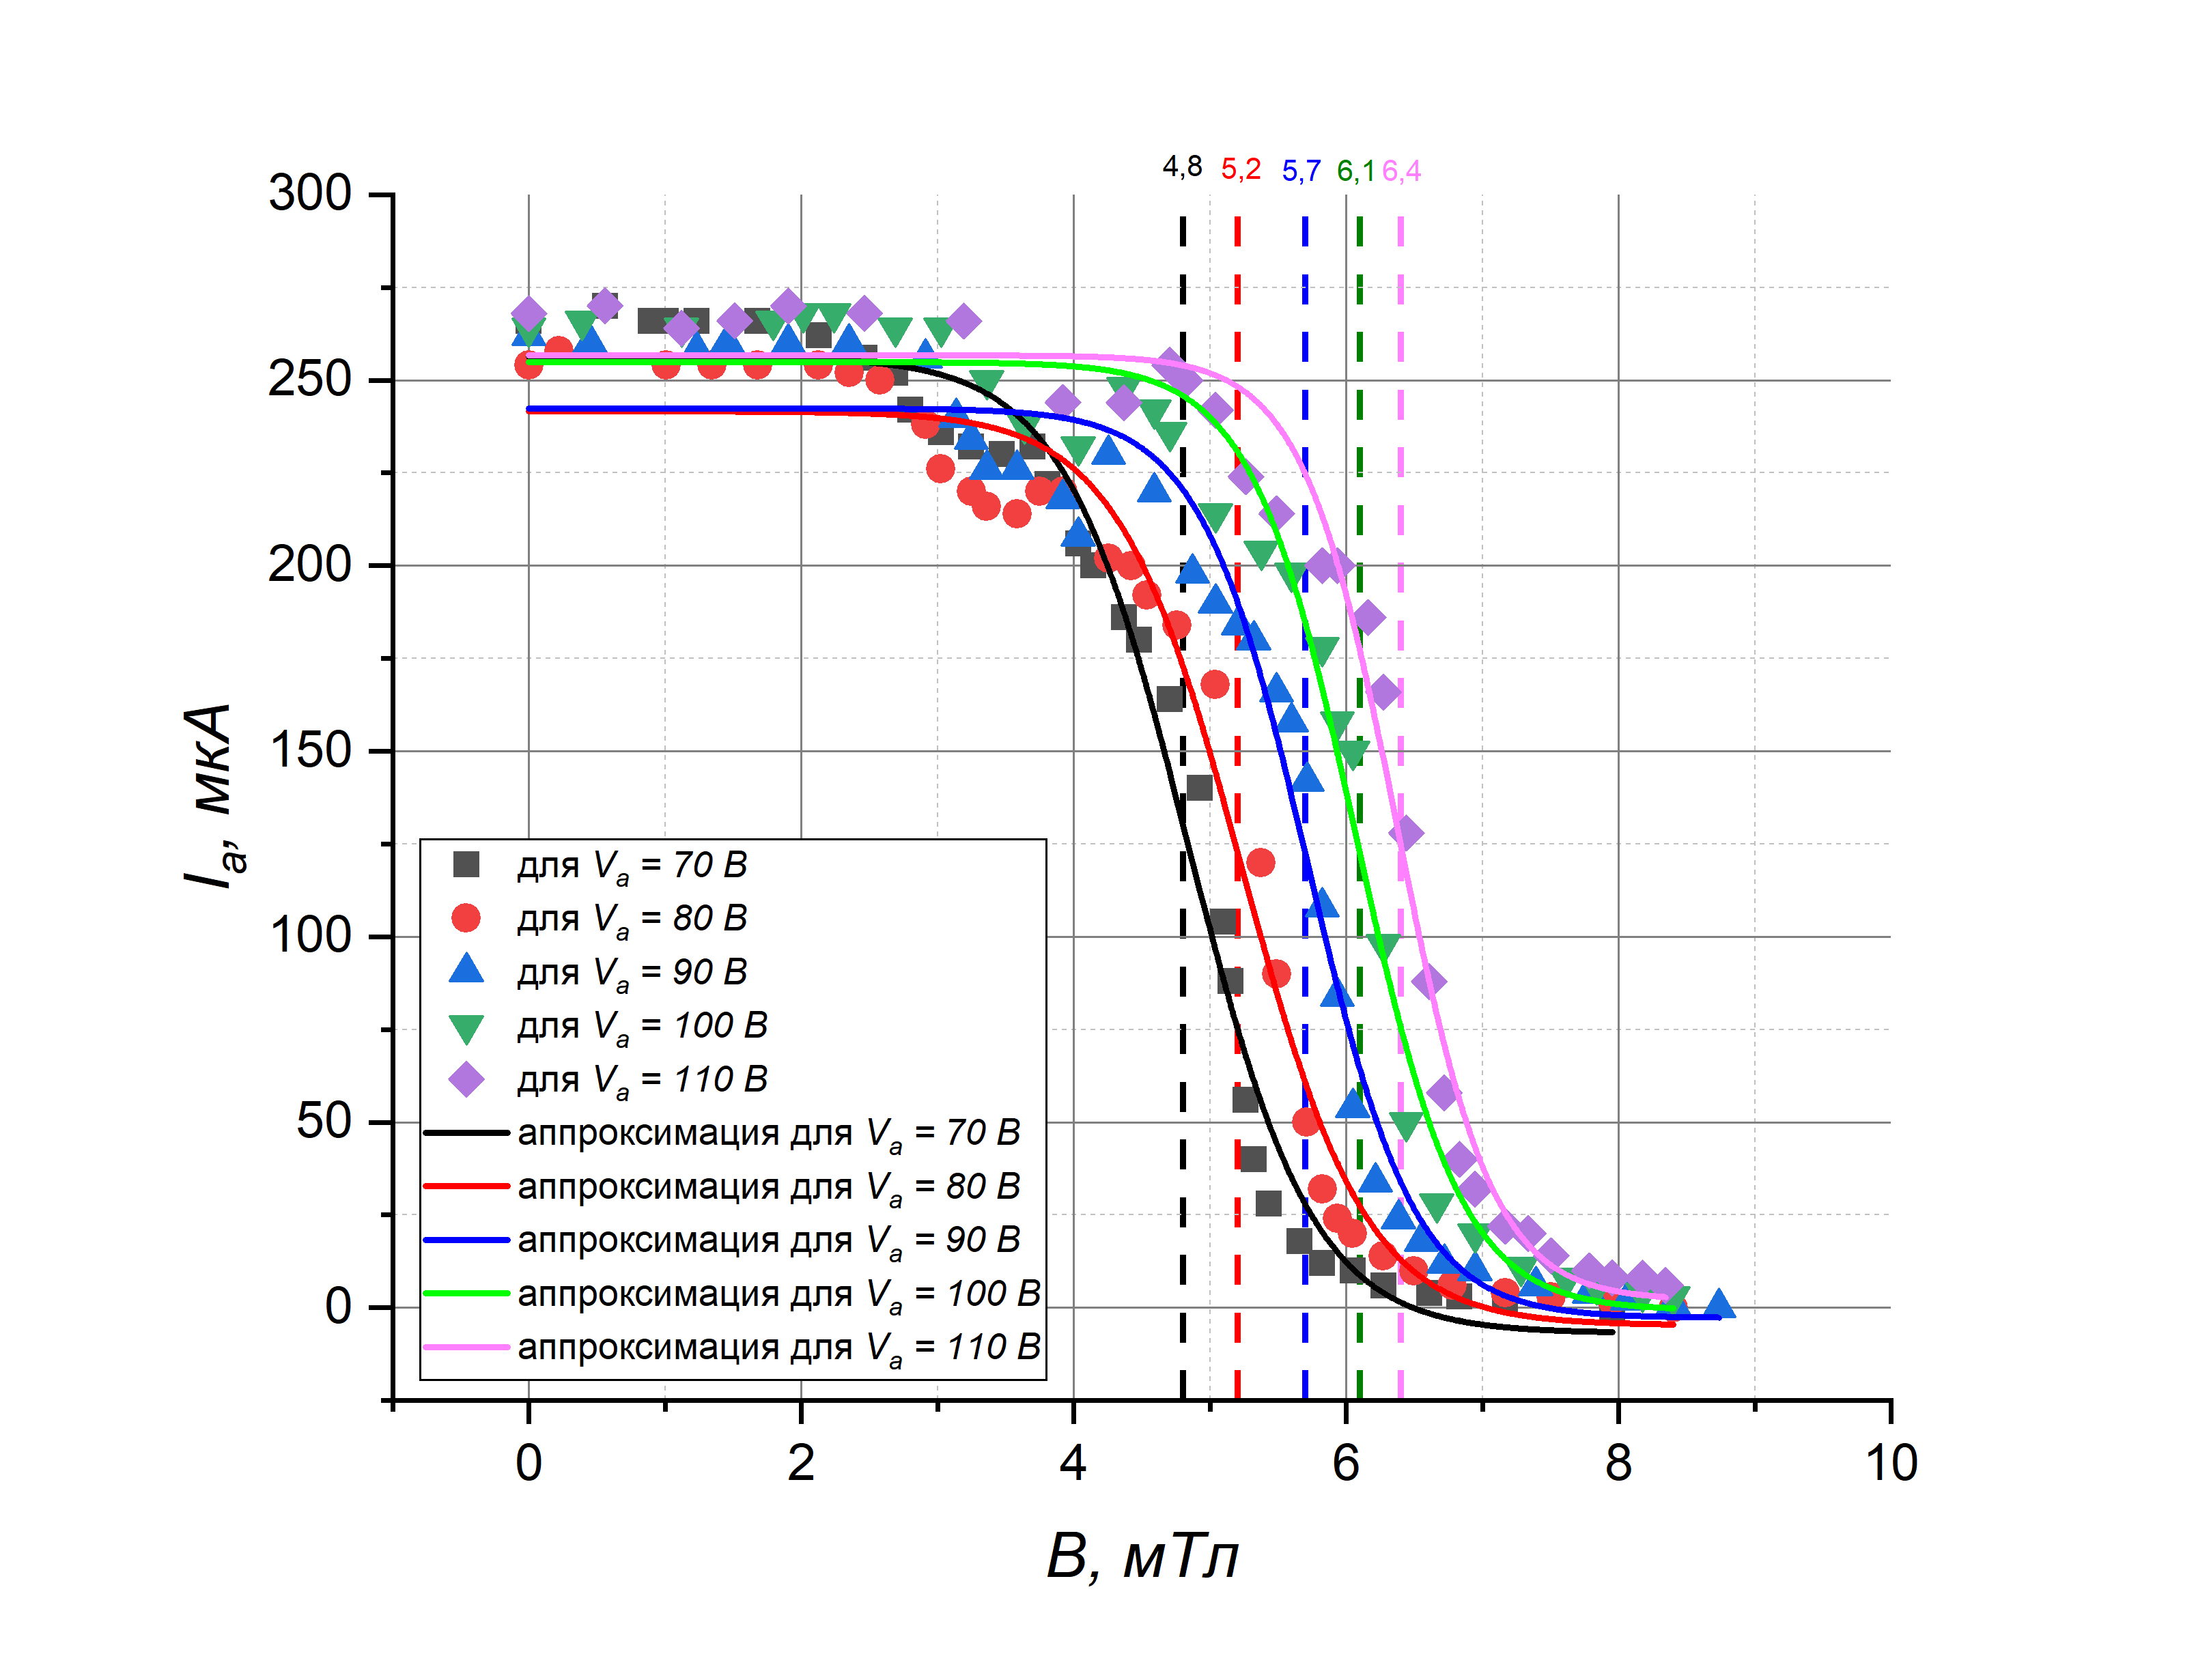 4,8 5,2 5,7 6,1 6,4
300
250
200
150
100
50
0
I_a, мкА
для V_a = 70 В
для V_a = 80 В
для V_a = 90 В
для V_a = 100 В
для V_a = 110 В
аппроксимация для V_a = 70 В
аппроксимация для V_a = 80 В
аппроксимация для V_a = 90 В
аппроксимация для V_a = 100 В
аппроксимация для V_a = 110 В
0 2 4 6 8 10
B, мТл